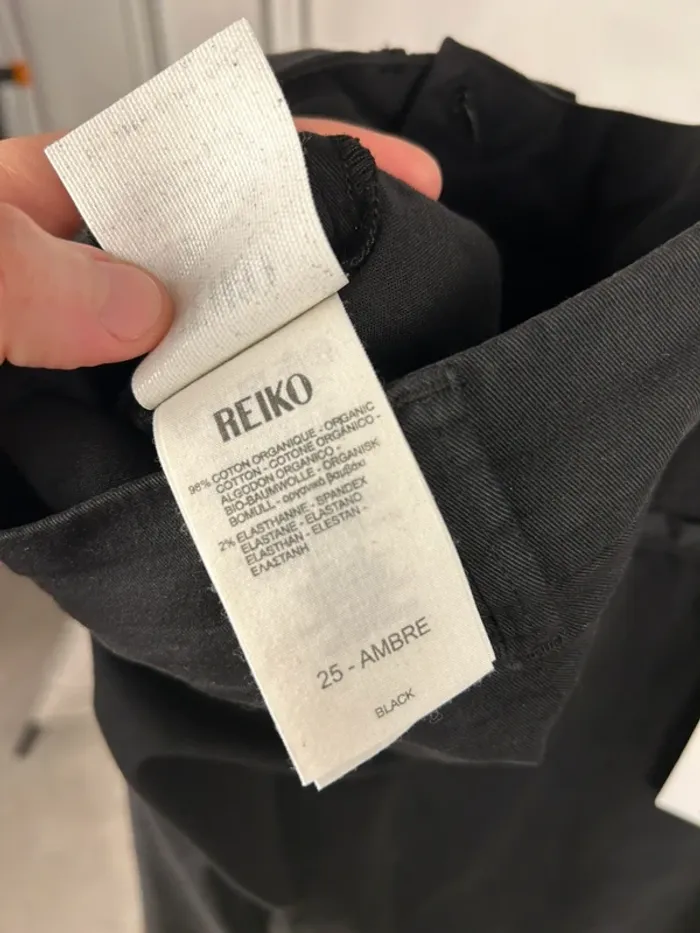 REIKO
98% COTON ORGANIQUE - ORGANIC
COTTON - COTONE ORGANICO -
ALGODON ORGANICO -
BIO-BAUMWOLLE - ORGANISK
BOMULL - οργανικό βαμβάκι
2% ELASTHANNE - SPANDEX
ELASTANE - ELASTANO
ELASTHAN - ELESTAN -
ΕΛΑΣΤΑΝΗ
25 - AMBRE
BLACK